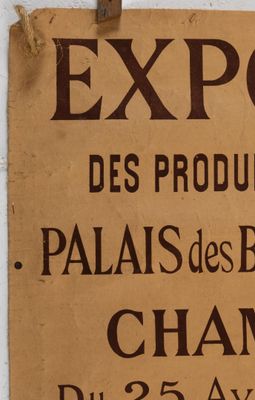 EXPO
DES PRODU
PALAIS des B
CHAM
Du 25 Av